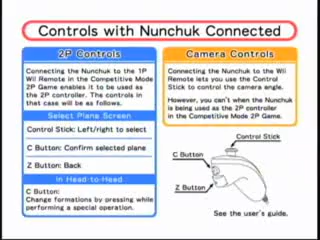 Controls with Nunchuk Connected
2P Controls
Connecting the Nunchuk to the 1P
Wii Remote in the Competitive Mode
2P Game enables it to be used as
the 2P controller. The controls in
that case will be as follows.
Select Plane Screen
Control Stick: Left/right to select
C Button: Confirm selected plane
Z Button: Back
In Head-to-Head
C Button:
Change formations by pressing while
performing a special operation.
Camera Controls
Connecting the Nunchuk to the Wii
Remote lets you use the Control
Stick to control the camera angle.
However, you can't when the Nunchuk
is being used as the 2P controller
in the Competitive Mode 2P Game.
Control Stick
C Button
Z Button
See the user's guide.